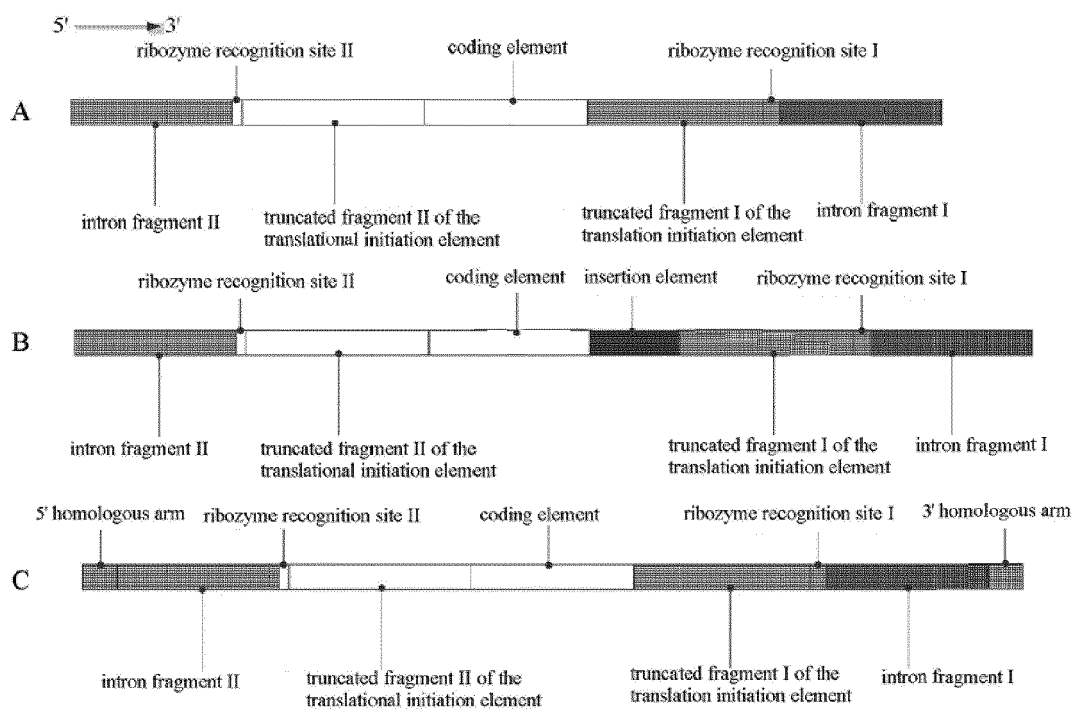 5' 3'
ribozyme recognition site II
coding element
ribozyme recognition site I
A
intron fragment II
truncated fragment II of the
translational initiation element
truncated fragment I of the
translation initiation element
intron fragment I
ribozyme recognition site II
coding element
insertion element
ribozyme recognition site I
B
intron fragment II
truncated fragment II of the
translational initiation element
truncated fragment I of the
translation initiation element
intron fragment I
5' homologous arm
ribozyme recognition site II
coding element
ribozyme recognition site I
3' homologous arm
C
intron fragment II
truncated fragment II of the
translational initiation element
truncated fragment I of the
translation initiation element
intron fragment I